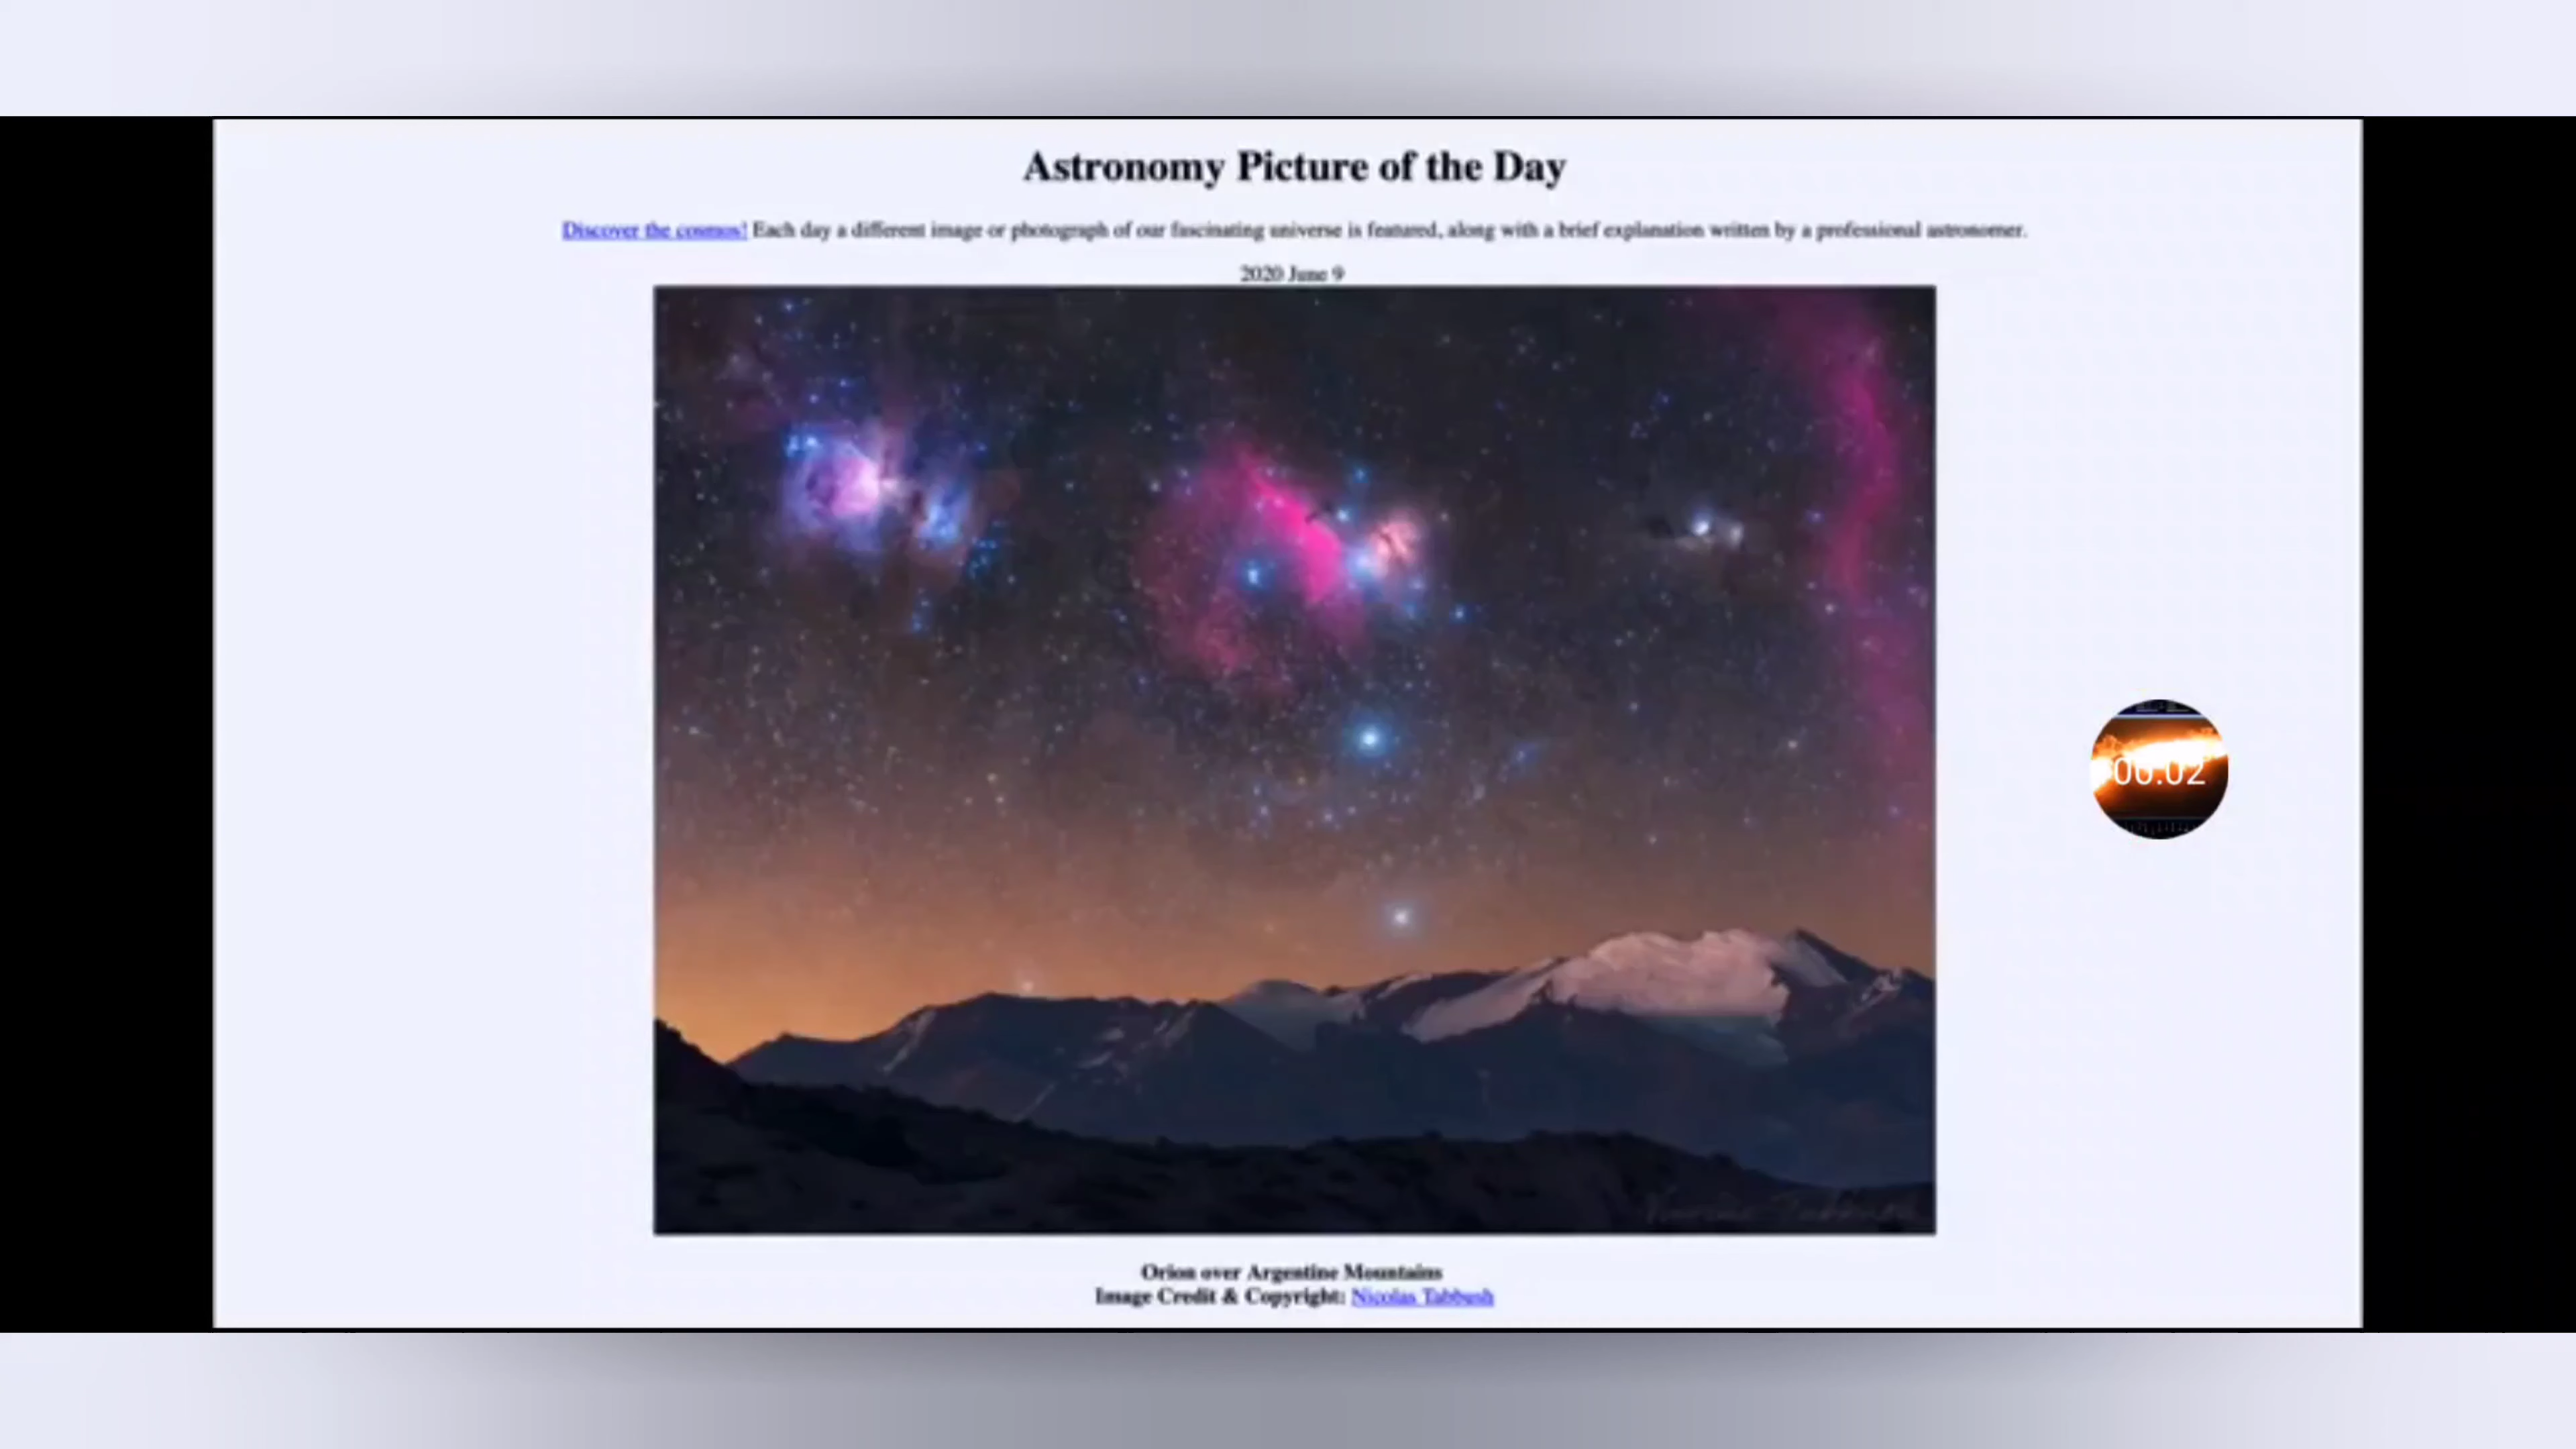 Astronomy Picture of the Day
Discover the cosmos! Each day a different image or photograph of our fascinating universe is featured, along with a brief explanation written by a professional astronomer.
2020 June 9
00:02
Orion over Argentine Mountains
Image Credit & Copyright: Nicolas Tabbush